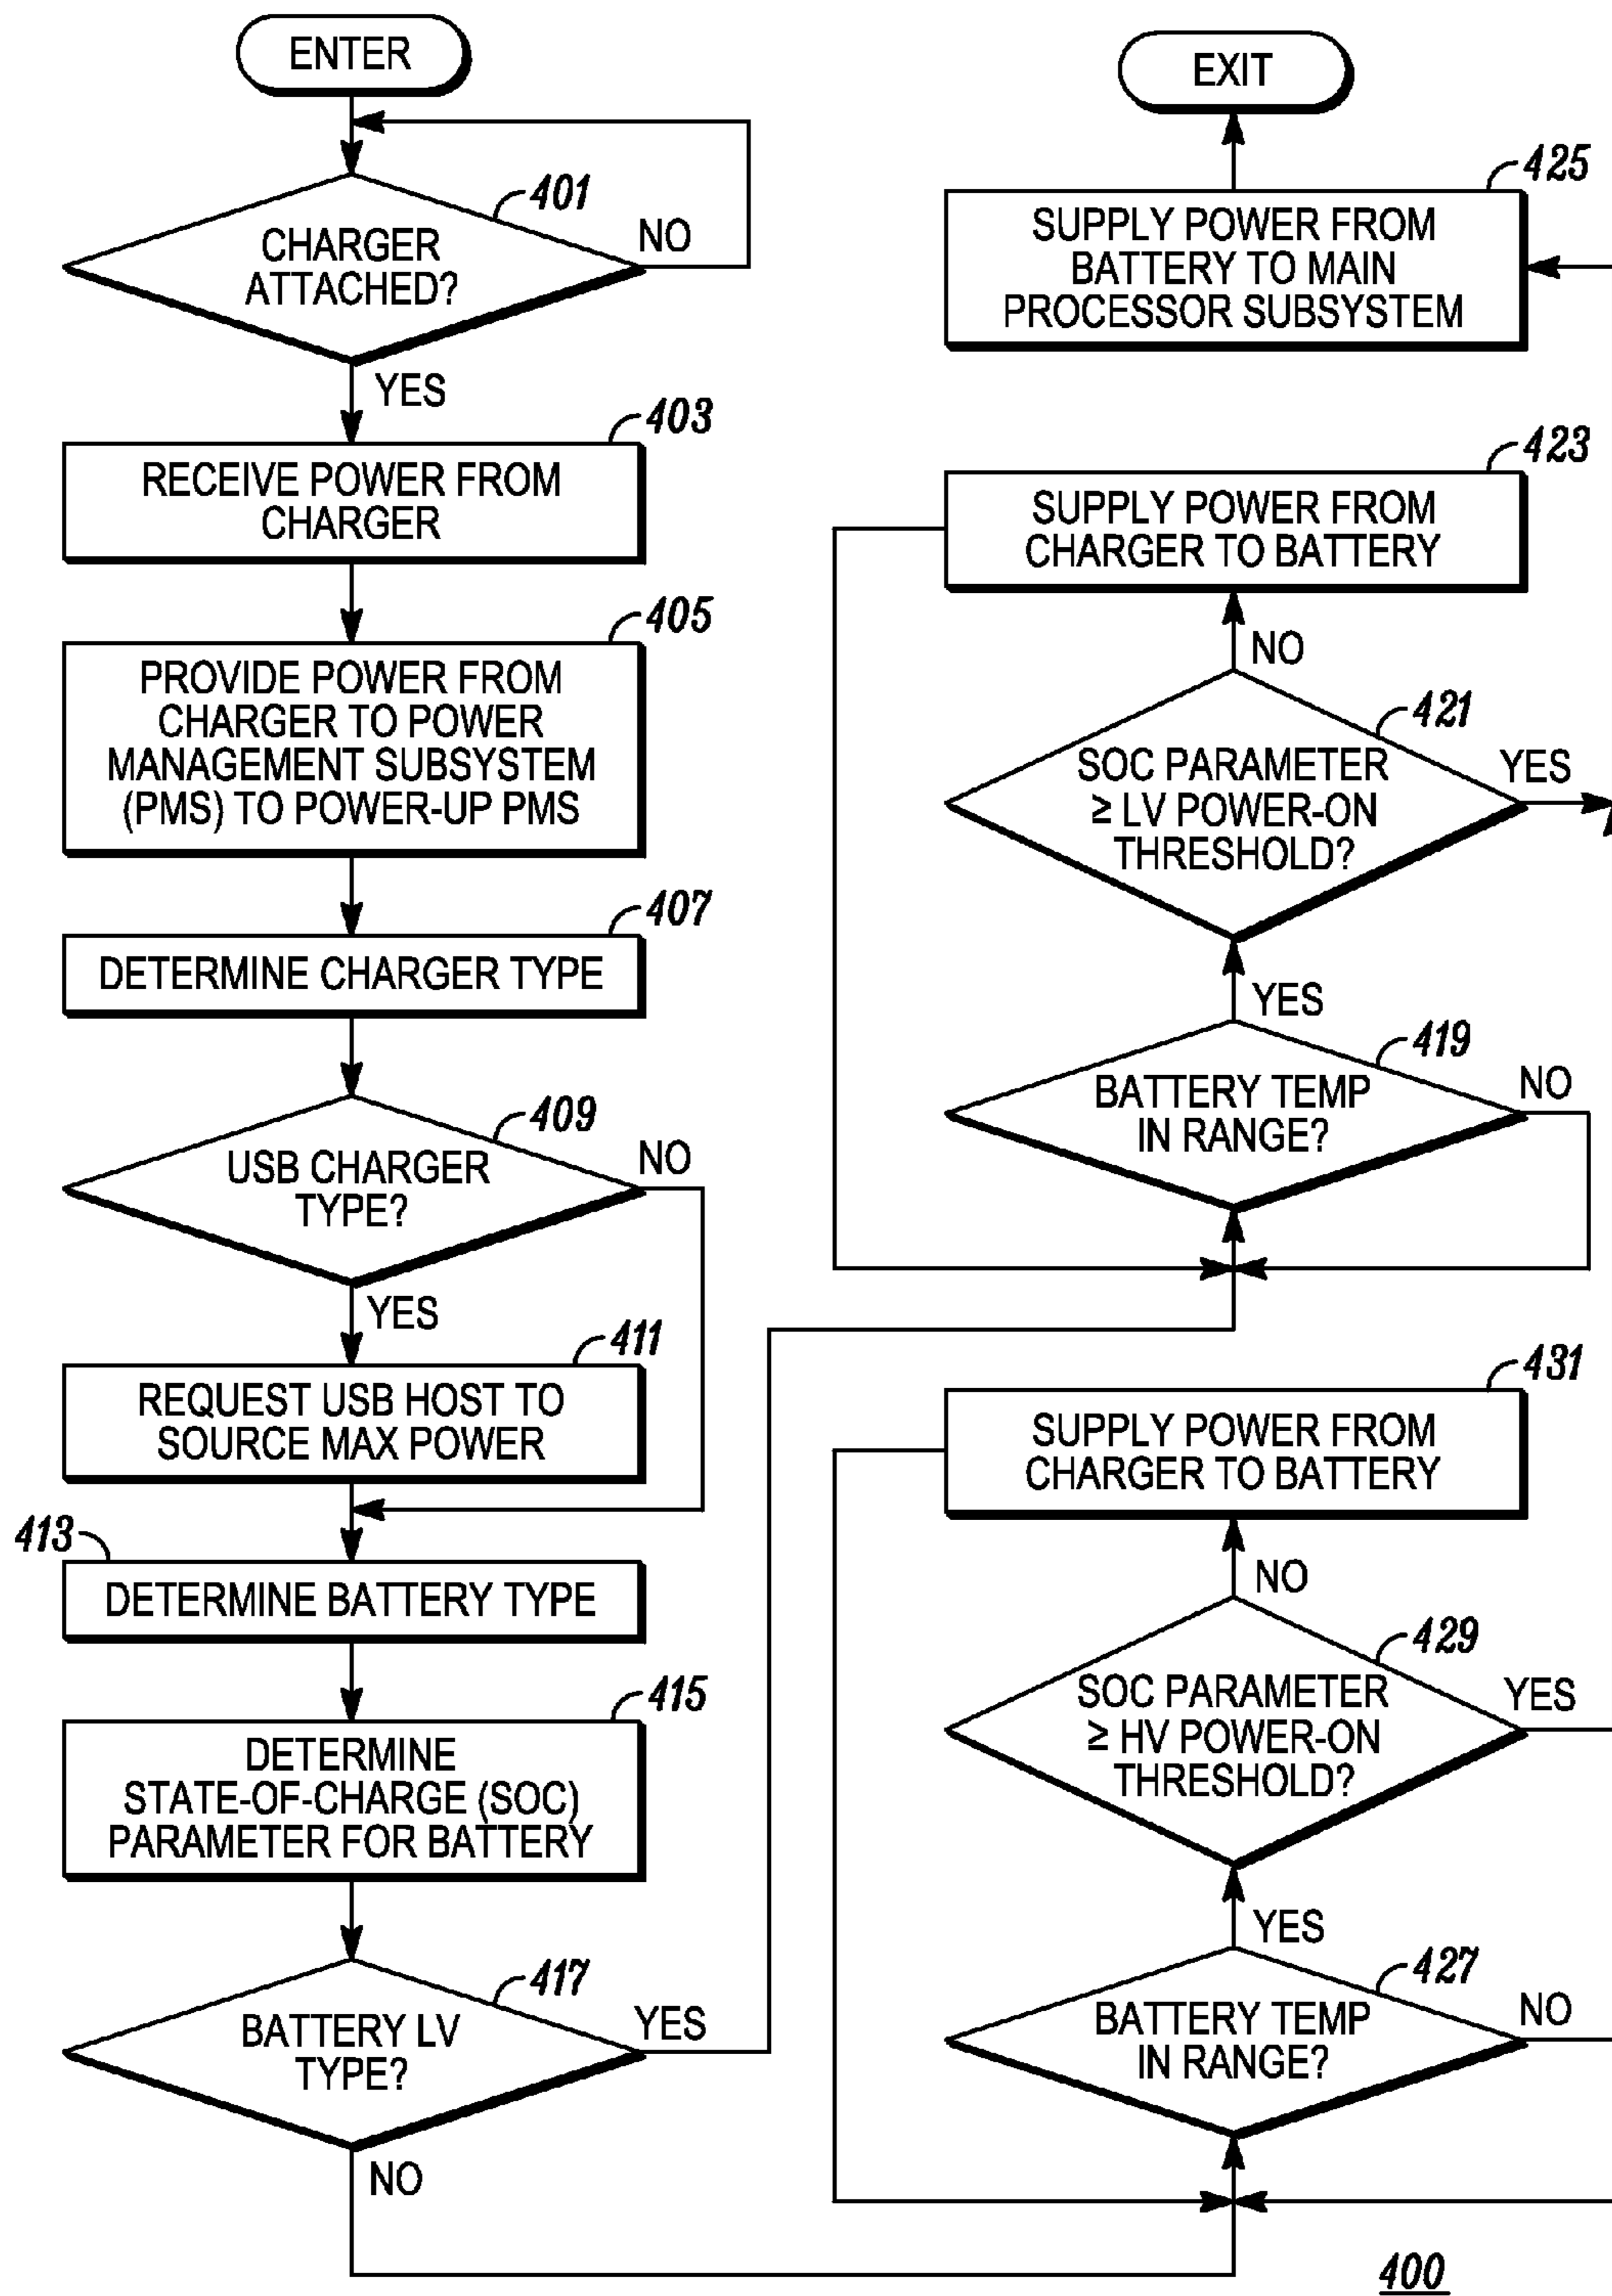 ENTER
401
CHARGER
ATTACHED?
NO
YES
403
RECEIVE POWER FROM
CHARGER
405
PROVIDE POWER FROM
CHARGER TO POWER
MANAGEMENT SUBSYSTEM
(PMS) TO POWER-UP PMS
407
DETERMINE CHARGER TYPE
409
USB CHARGER
TYPE?
NO
YES
411
REQUEST USB HOST TO
SOURCE MAX POWER
413
DETERMINE BATTERY TYPE
415
DETERMINE
STATE-OF-CHARGE (SOC)
PARAMETER FOR BATTERY
417
BATTERY LV
TYPE?
YES
NO
EXIT
425
SUPPLY POWER FROM
BATTERY TO MAIN
PROCESSOR SUBSYSTEM
423
SUPPLY POWER FROM
CHARGER TO BATTERY
NO
421
SOC PARAMETER
≥ LV POWER-ON
THRESHOLD?
YES
YES
419
BATTERY TEMP
IN RANGE?
NO
431
SUPPLY POWER FROM
CHARGER TO BATTERY
NO
429
SOC PARAMETER
≥ HV POWER-ON
THRESHOLD?
YES
YES
427
BATTERY TEMP
IN RANGE?
NO
400